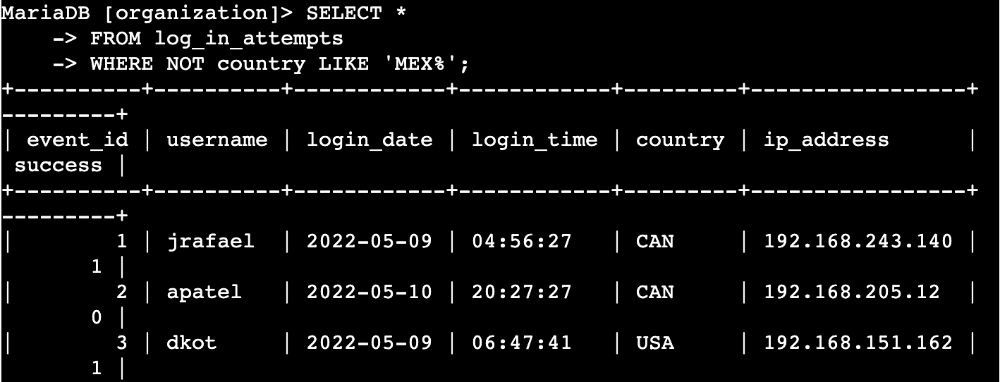 MariaDB [organization]> SELECT *
    -> FROM log_in_attempts
    -> WHERE NOT country LIKE 'MEX%';
+----------+----------+------------+------------+---------+-----------------+
---------+
| event_id | username | login_date | login_time | country | ip_address      |
 success |
+----------+----------+------------+------------+---------+-----------------+
---------+
|        1 | jrafael  | 2022-05-09 | 04:56:27   | CAN     | 192.168.243.140 |
       1 |
|        2 | apatel   | 2022-05-10 | 20:27:27   | CAN     | 192.168.205.12  |
       0 |
|        3 | dkot     | 2022-05-09 | 06:47:41   | USA     | 192.168.151.162 |
       1 |